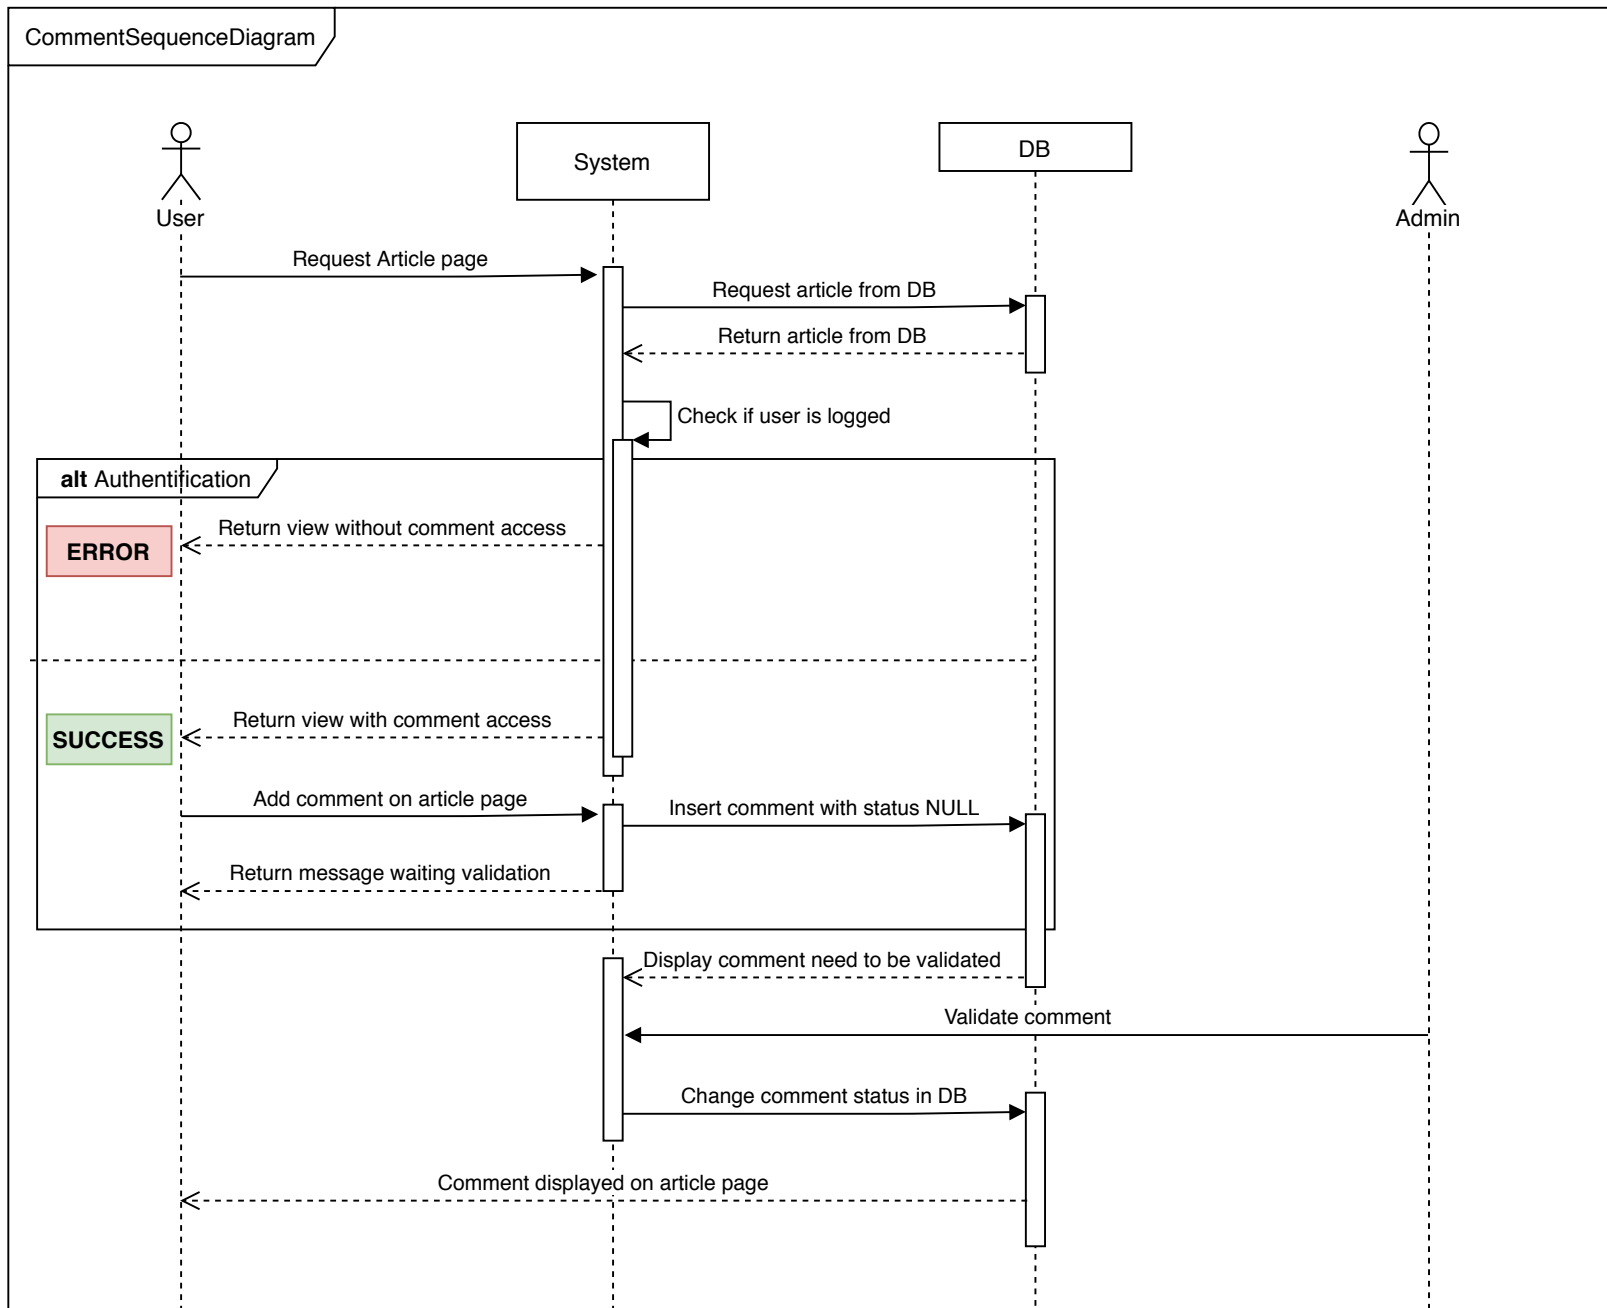 CommentSequenceDiagram
System
DB
User
Admin
Request Article page
Request article from DB
Return article from DB
Check if user is logged
alt Authentification
Return view without comment access
ERROR
Return view with comment access
SUCCESS
Add comment on article page
Insert comment with status NULL
Return message waiting validation
Display comment need to be validated
Validate comment
Change comment status in DB
Comment displayed on article page